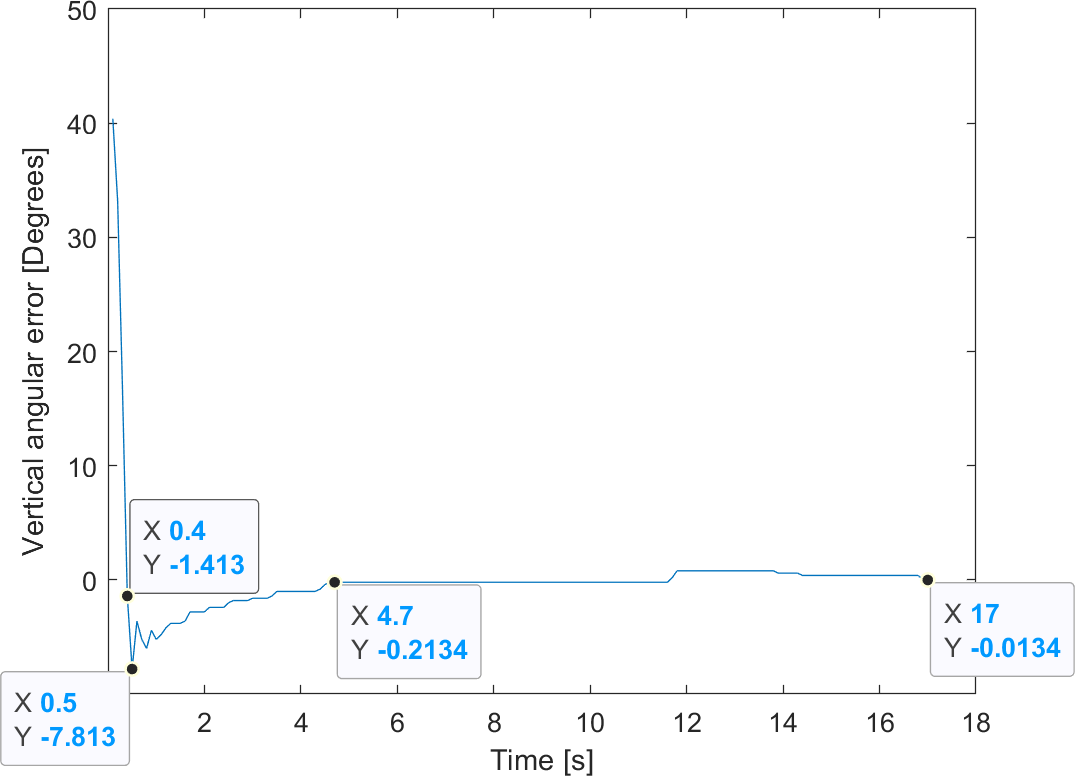 Vertical angular error [Degrees]
50
40
30
20
10
0
X 0.4
Y -1.413
X 4.7
Y -0.2134
X 17
Y -0.0134
X 0.5
Y -7.813
2
4
6
8
10
12
14
16
18
Time [s]